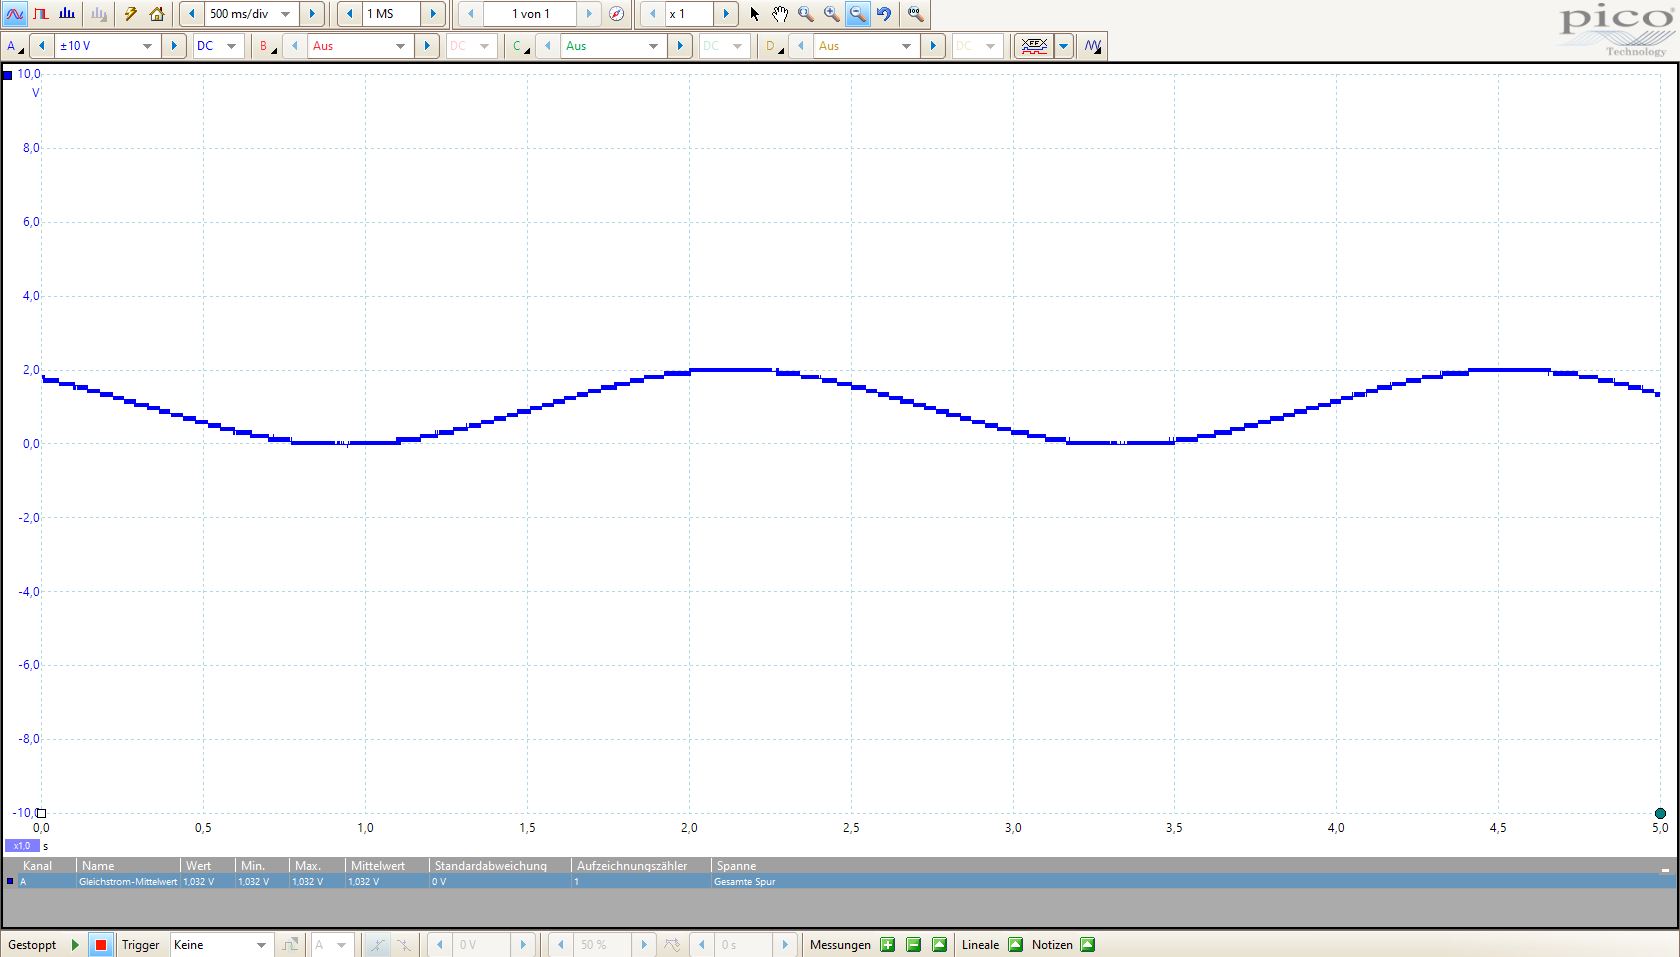 500 ms/div 1 MS 1 von 1 x 1
pico
Technology
A ±10 V DC B Aus DC C Aus DC D Aus DC
10,0
V
8,0
6,0
4,0
2,0
0,0
-2,0
-4,0
-6,0
-8,0
-10,0
0,0 0,5 1,0 1,5 2,0 2,5 3,0 3,5 4,0 4,5 5,0
x1,0 s
Kanal Name Wert Min. Max. Mittelwert Standardabweichung Aufzeichnungszähler Spanne
A Gleichstrom-Mittelwert 1,032 V 1,032 V 1,032 V 1,032 V 0 V 1 Gesamte Spur
Gestoppt Trigger Keine A 0 V 50 % 0 s Messungen Lineale Notizen